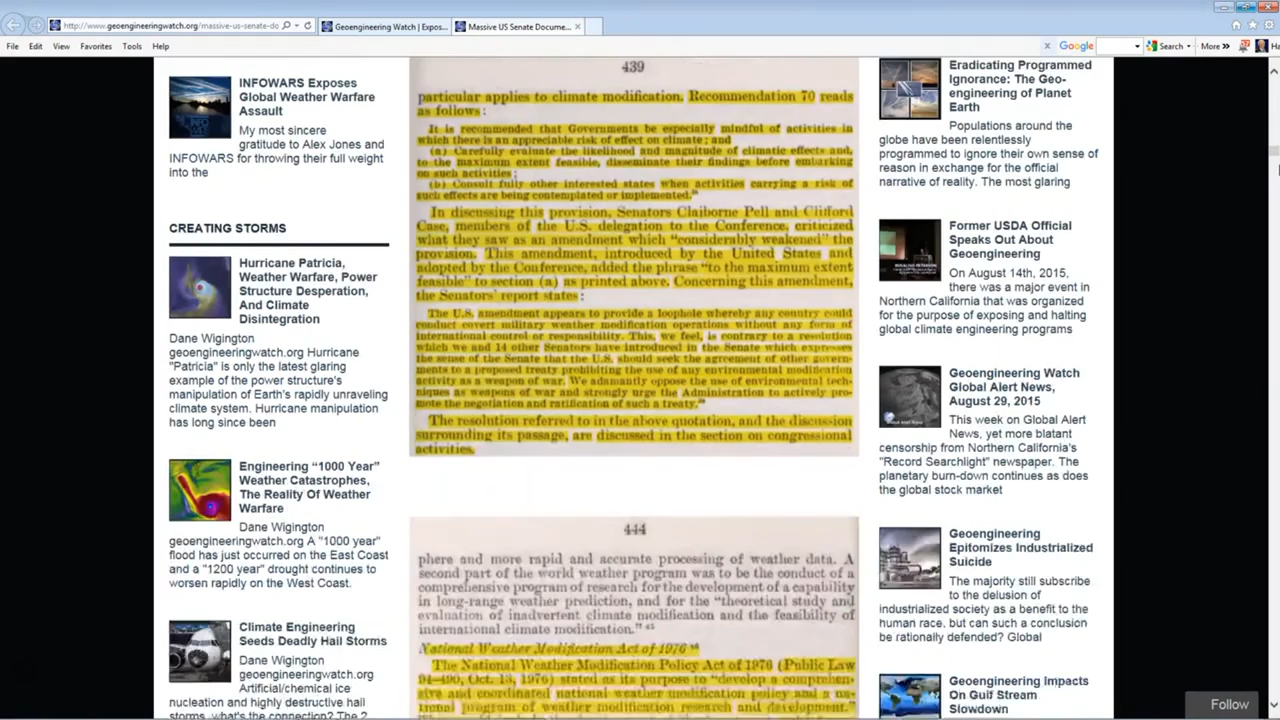 http://www.geoengineeringwatch.org/massive-us-senate-do
Geoengineering Watch | Expos...
Massive US Senate Docume...
File Edit View Favorites Tools Help
Google
Search
More »
INFOWARS Exposes
Global Weather Warfare
Assault
My most sincere
gratitude to Alex Jones and
INFOWARS for throwing their full weight
into the
CREATING STORMS
Hurricane Patricia,
Weather Warfare, Power
Structure Desperation,
And Climate
Disintegration
Dane Wigington
geoengineeringwatch.org Hurricane
"Patricia" is only the latest glaring
example of the power structure's
manipulation of Earth's rapidly unraveling
climate system. Hurricane manipulation
has long since been
Engineering “1000 Year”
Weather Catastrophes,
The Reality Of Weather
Warfare
Dane Wigington
geoengineeringwatch.org A "1000 year"
flood has just occurred on the East Coast
and a "1200 year" drought continues to
worsen rapidly on the West Coast.
Climate Engineering
Seeds Deadly Hail Storms
Dane Wigington
geoengineeringwatch.org
Artificial/chemical ice
nucleation and highly destructive hail
storms, what's the connection? The 2
439
particular applies to climate modification. Recommendation 70 reads
as follows:
It is recommended that Governments be especially mindful of activities in
which there is an appreciable risk of effect on climate; and
(a) Carefully evaluate the likelihood and magnitude of climatic effects and,
to the maximum extent feasible, disseminate their findings before embarking
on such activities;
(b) Consult fully other interested states when activities carrying a risk of
such effects are being contemplated or implemented.
In discussing this provision, Senators Claiborne Pell and Clifford
Case, members of the U.S. delegation to the Conference, criticized
what they saw as an amendment which “considerably weakened” the
provision. This amendment, introduced by the United States and
adopted by the Conference, added the phrase “to the maximum extent
feasible” to section (a) as printed above. Concerning this amendment,
the Senators' report states:
The U.S. amendment appears to provide a loophole whereby any country could
conduct covert military weather modification operations without any form of
international control or responsibility. This, we feel, is contrary to a resolution
which we and 14 other Senators have introduced in the Senate which expresses
the sense of the Senate that the U.S. should seek the agreement of other govern-
ments to a proposed treaty prohibiting the use of any environmental modification
activity as a weapon of war. We adamantly oppose the use of environmental tech-
niques as weapons of war and strongly urge the Administration to actively pro-
mote the negotiation and ratification of such a treaty.
The resolution referred to in the above quotation, and the discussion
surrounding its passage, are discussed in the section on congressional
activities.
444
phere and more rapid and accurate processing of weather data. A
second part of the world weather program was to be the conduct of a
comprehensive program of research for the development of a capability
in long-range weather prediction, and for the “theoretical study and
evaluation of inadvertent climate modification and the feasibility of
international climate modification.” 45
National Weather Modification Act of 1976
The National Weather Modification Policy Act of 1976 (Public Law
94-490, Oct. 13, 1976) stated as its purpose to “develop a comprehen-
sive and coordinated national weather modification policy and a na-
tional program of weather modification research and development.”
Eradicating Programmed
Ignorance: The Geo-
engineering of Planet
Earth
Populations around the
globe have been relentlessly
programmed to ignore their own sense of
reason in exchange for the official
narrative of reality. The most glaring
Former USDA Official
Speaks Out About
Geoengineering
On August 14th, 2015,
there was a major event in
Northern California that was organized
for the purpose of exposing and halting
global climate engineering programs
Geoengineering Watch
Global Alert News,
August 29, 2015
This week on Global Alert
News, yet more blatant
censorship from Northern California's
"Record Searchlight" newspaper. The
planetary burn-down continues as does
the global stock market
Geoengineering
Epitomizes Industrialized
Suicide
The majority still subscribe
to the delusion of
industrialized society as a benefit to the
human race, but can such a conclusion
be rationally defended? Global
Geoengineering Impacts
On Gulf Stream
Slowdown
Follow